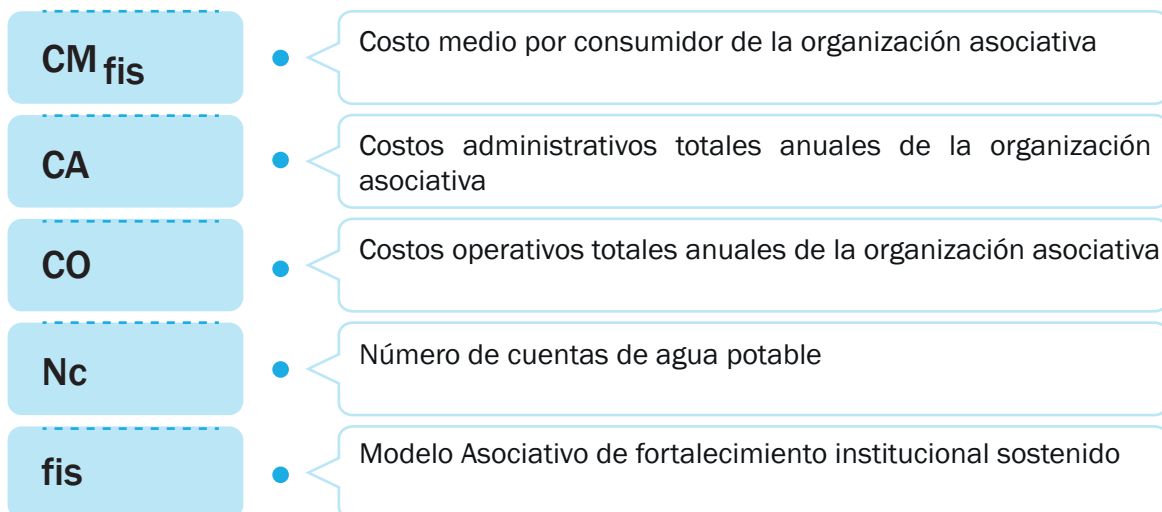 CM fis
Costo medio por consumidor de la organización asociativa
CA
Costos administrativos totales anuales de la organización
asociativa
CO
Costos operativos totales anuales de la organización asociativa
Nc
Número de cuentas de agua potable
fis
Modelo Asociativo de fortalecimiento institucional sostenido